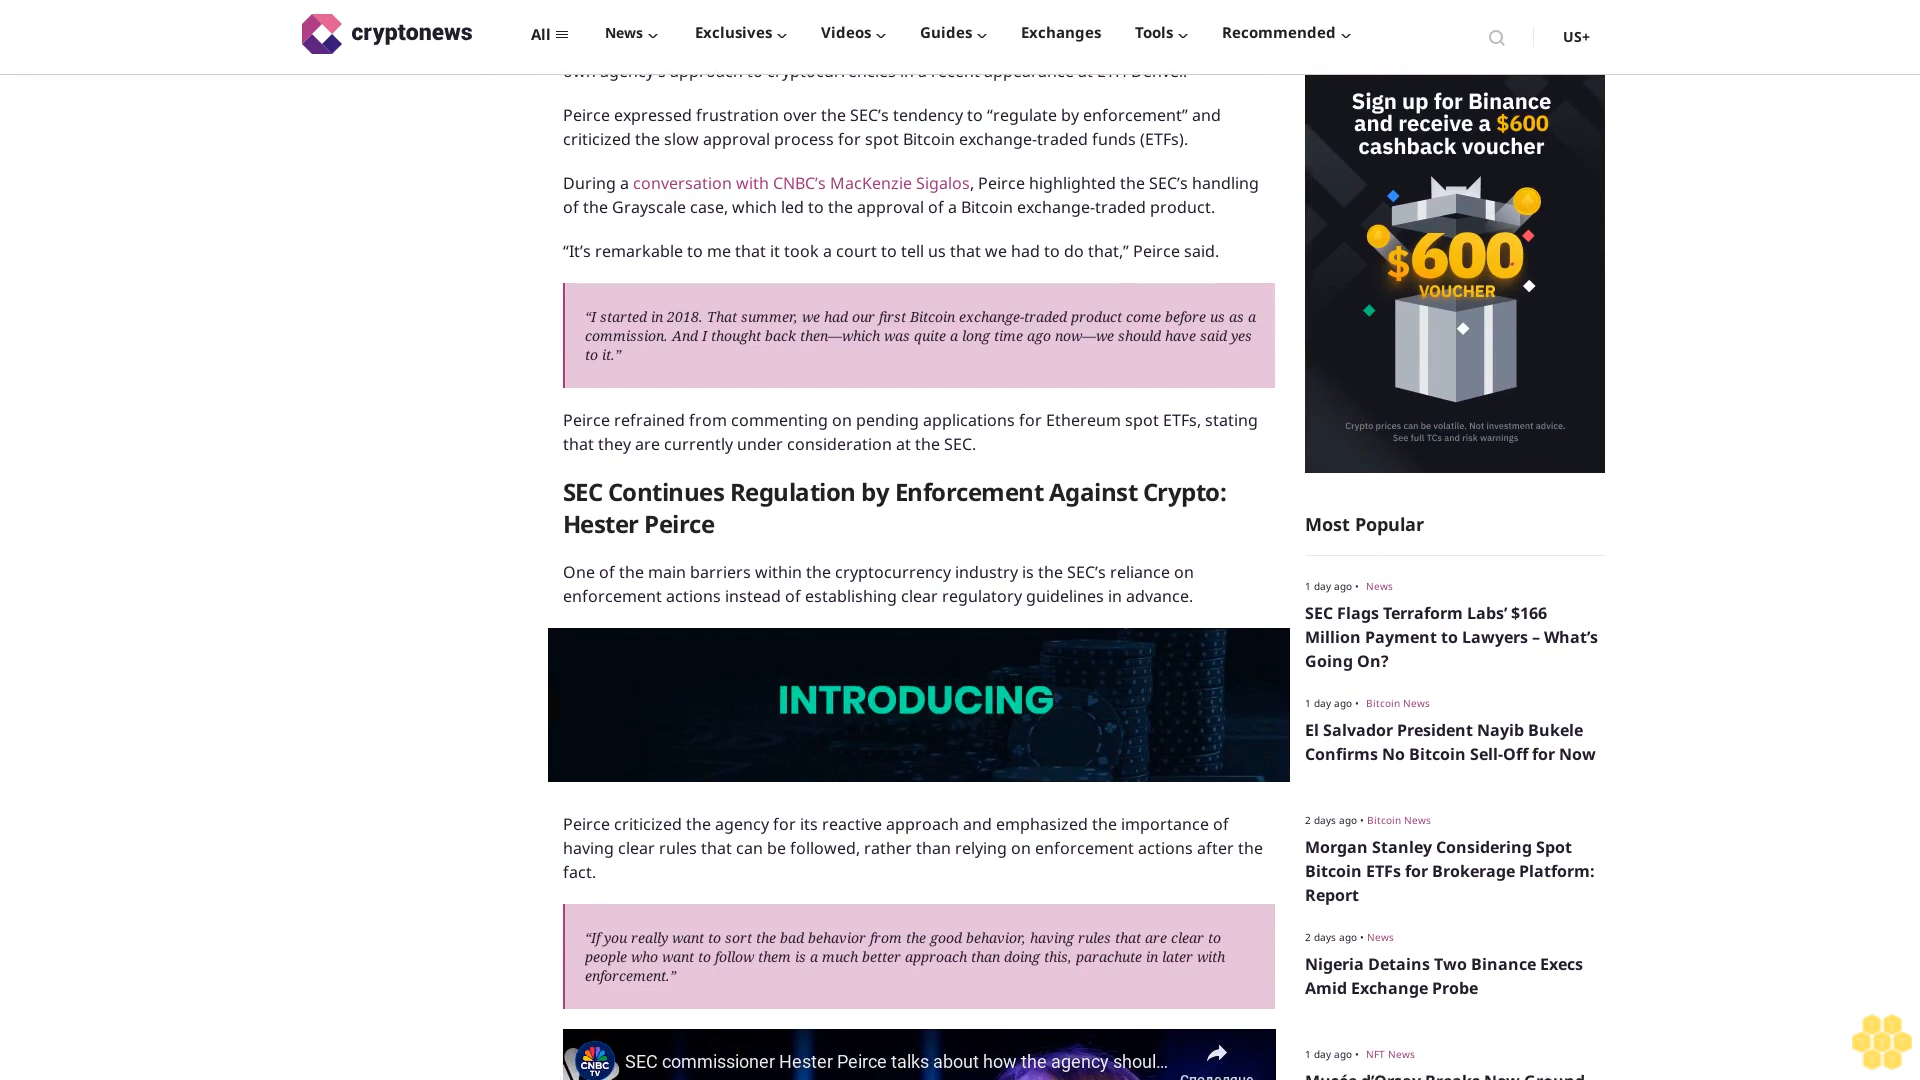 cryptonews
All
News
Exclusives
Videos
Guides
Exchanges
Tools
Recommended
US+
Peirce expressed frustration over the SEC’s tendency to “regulate by enforcement” and
criticized the slow approval process for spot Bitcoin exchange-traded funds (ETFs).
During a conversation with CNBC’s MacKenzie Sigalos, Peirce highlighted the SEC’s handling
of the Grayscale case, which led to the approval of a Bitcoin exchange-traded product.
“It’s remarkable to me that it took a court to tell us that we had to do that,” Peirce said.
“I started in 2018. That summer, we had our first Bitcoin exchange-traded product come before us as a
commission. And I thought back then—which was quite a long time ago now—we should have said yes
to it.”
Peirce refrained from commenting on pending applications for Ethereum spot ETFs, stating
that they are currently under consideration at the SEC.
SEC Continues Regulation by Enforcement Against Crypto:
Hester Peirce
One of the main barriers within the cryptocurrency industry is the SEC’s reliance on
enforcement actions instead of establishing clear regulatory guidelines in advance.
INTRODUCING
Peirce criticized the agency for its reactive approach and emphasized the importance of
having clear rules that can be followed, rather than relying on enforcement actions after the
fact.
“If you really want to sort the bad behavior from the good behavior, having rules that are clear to
people who want to follow them is a much better approach than doing this, parachute in later with
enforcement.”
CNBC
TV
SEC commissioner Hester Peirce talks about how the agency shoul…
Sign up for Binance
and receive a $600
cashback voucher
$600
VOUCHER
Crypto prices can be volatile. Not investment advice.
See full TCs and risk warnings
Most Popular
1 day ago • News
SEC Flags Terraform Labs’ $166
Million Payment to Lawyers – What’s
Going On?
1 day ago • Bitcoin News
El Salvador President Nayib Bukele
Confirms No Bitcoin Sell-Off for Now
2 days ago • Bitcoin News
Morgan Stanley Considering Spot
Bitcoin ETFs for Brokerage Platform:
Report
2 days ago • News
Nigeria Detains Two Binance Execs
Amid Exchange Probe
1 day ago • NFT News
Musée d’Orsay Breaks New Ground